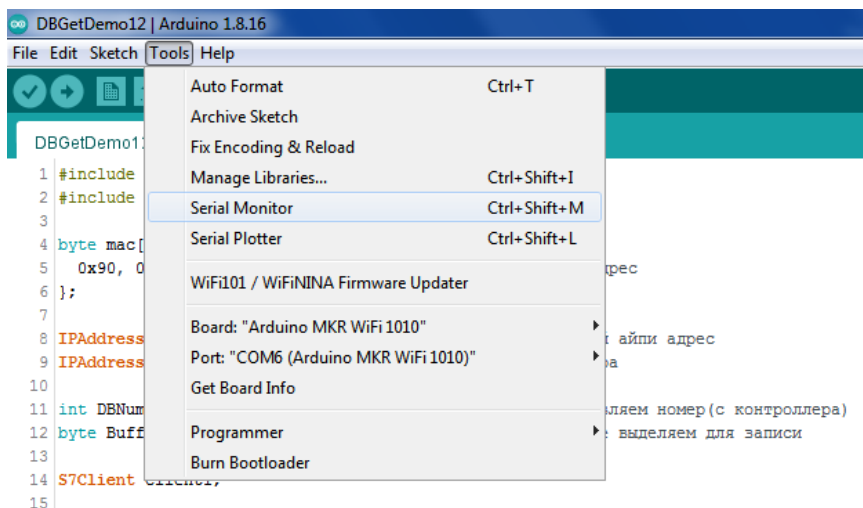 DBGetDemo12 | Arduino 1.8.16
File Edit Sketch Tools Help
Auto Format Ctrl+T
Archive Sketch
Fix Encoding & Reload
Manage Libraries... Ctrl+Shift+I
Serial Monitor Ctrl+Shift+M
Serial Plotter Ctrl+Shift+L
WiFi101 / WiFiNINA Firmware Updater
Board: "Arduino MKR WiFi 1010"
Port: "COM6 (Arduino MKR WiFi 1010)"
Get Board Info
Programmer
Burn Bootloader
DBGetDemo1
1 #include
2 #include
3
4 byte mac[
5 0x90, 0
6 };
7
8 IPAddress айпи адрес
9 IPAddress
10
11 int DBNum номер(с контроллера)
12 byte Buff выделяем для записи
13
14 S7Client
15